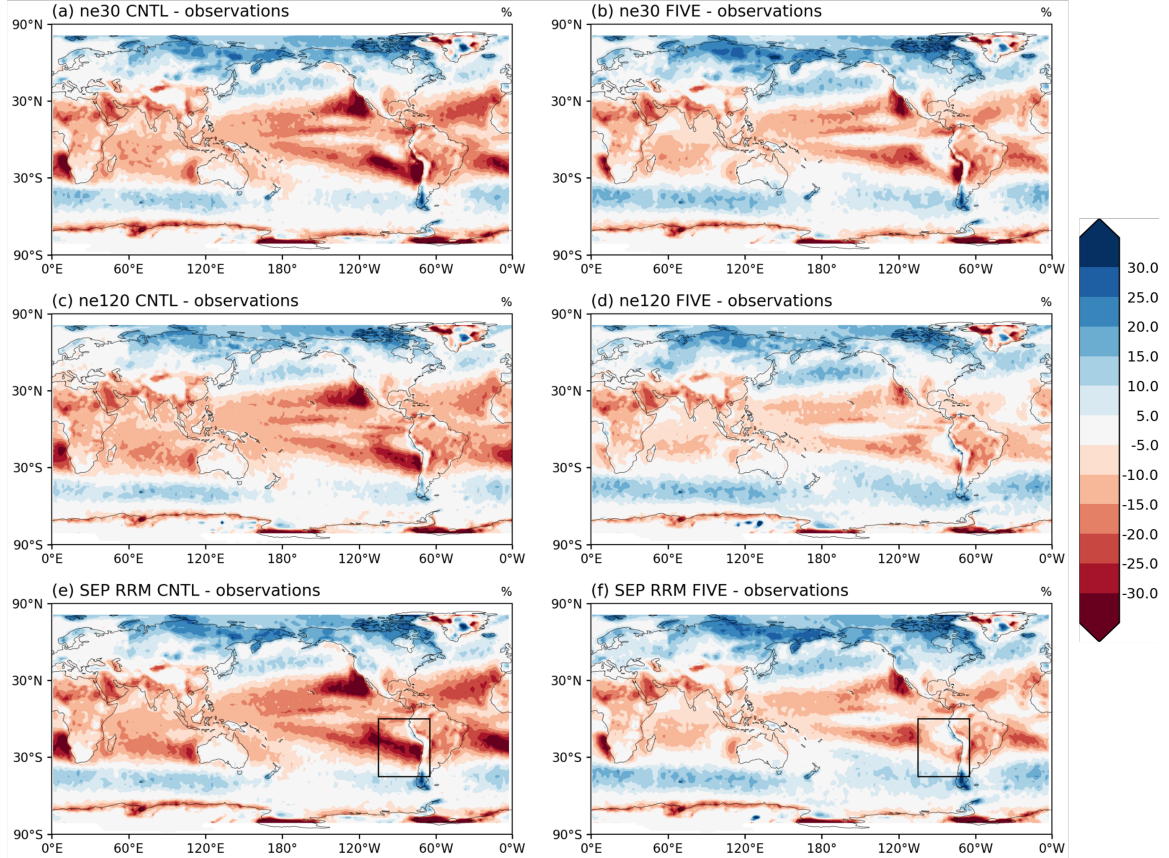 (a) ne30 CNTL - observations %
(b) ne30 FIVE - observations %
90°N
30°N
30°S
90°S
0°E 60°E 120°E 180° 120°W 60°W 0°W
90°N
30°N
30°S
90°S
0°E 60°E 120°E 180° 120°W 60°W 0°W
(c) ne120 CNTL - observations %
(d) ne120 FIVE - observations %
90°N
30°N
30°S
90°S
0°E 60°E 120°E 180° 120°W 60°W 0°W
90°N
30°N
30°S
90°S
0°E 60°E 120°E 180° 120°W 60°W 0°W
(e) SEP RRM CNTL - observations %
(f) SEP RRM FIVE - observations %
90°N
30°N
30°S
90°S
0°E 60°E 120°E 180° 120°W 60°W 0°W
90°N
30°N
30°S
90°S
0°E 60°E 120°E 180° 120°W 60°W 0°W
30.0
25.0
20.0
15.0
10.0
5.0
-5.0
-10.0
-15.0
-20.0
-25.0
-30.0